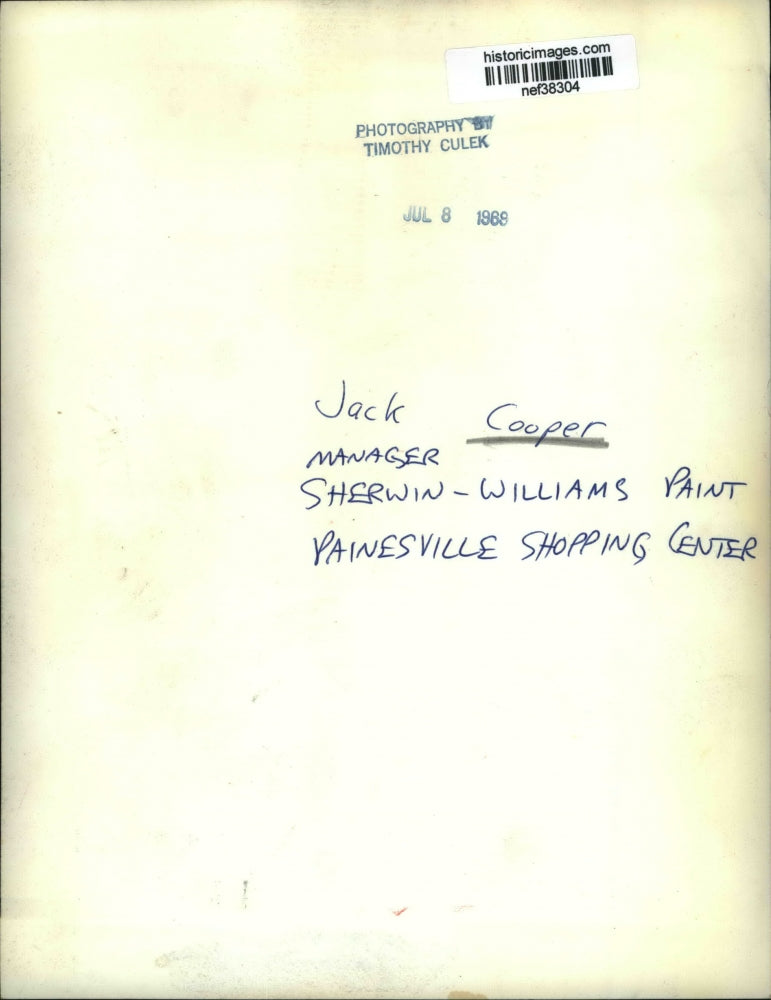 historicimages.com
nef38304
PHOTOGRAPHY BY
TIMOTHY CULEK
JUL 8 1969
Jack Cooper
MANAGER
SHERWIN-WILLIAMS PAINT
PAINESVILLE SHOPPING CENTER